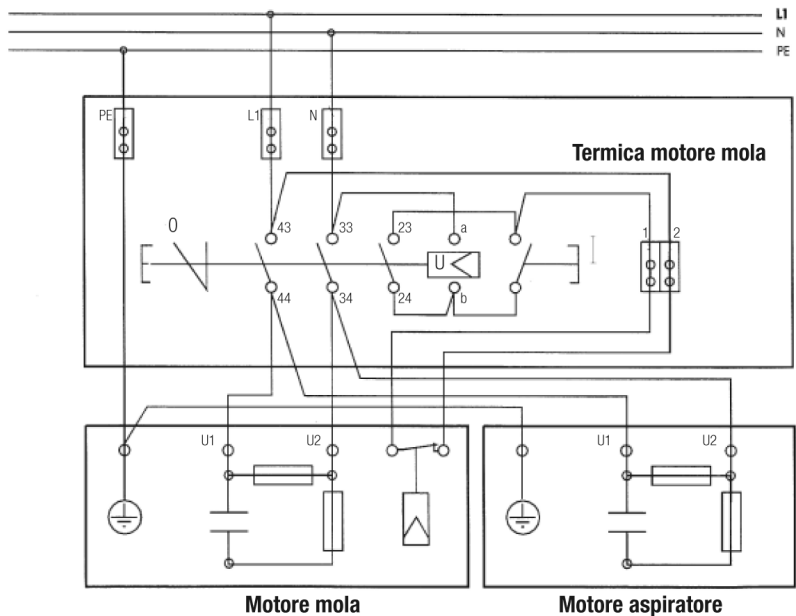 L1
N
PE
PE
L1
N
Termica motore mola
0
43
33
23
a
I
1
2
U
44
34
24
b
U1
U2
U1
U2
Motore mola
Motore aspiratore